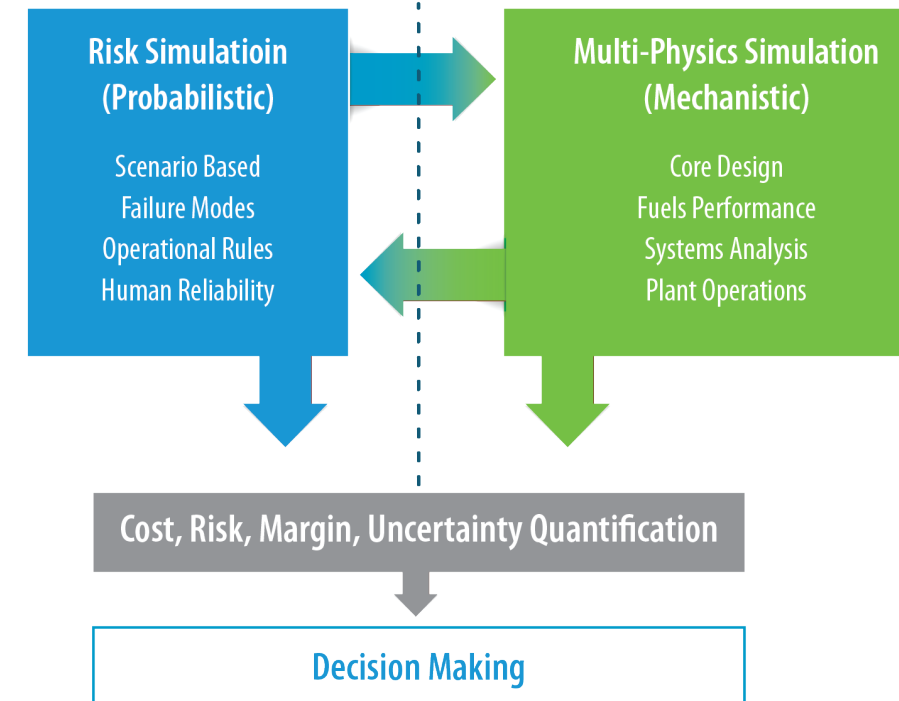 Risk Simulatioin
(Probabilistic)
Scenario Based
Failure Modes
Operational Rules
Human Reliability
Multi-Physics Simulation
(Mechanistic)
Core Design
Fuels Performance
Systems Analysis
Plant Operations
Cost, Risk, Margin, Uncertainty Quantification
Decision Making